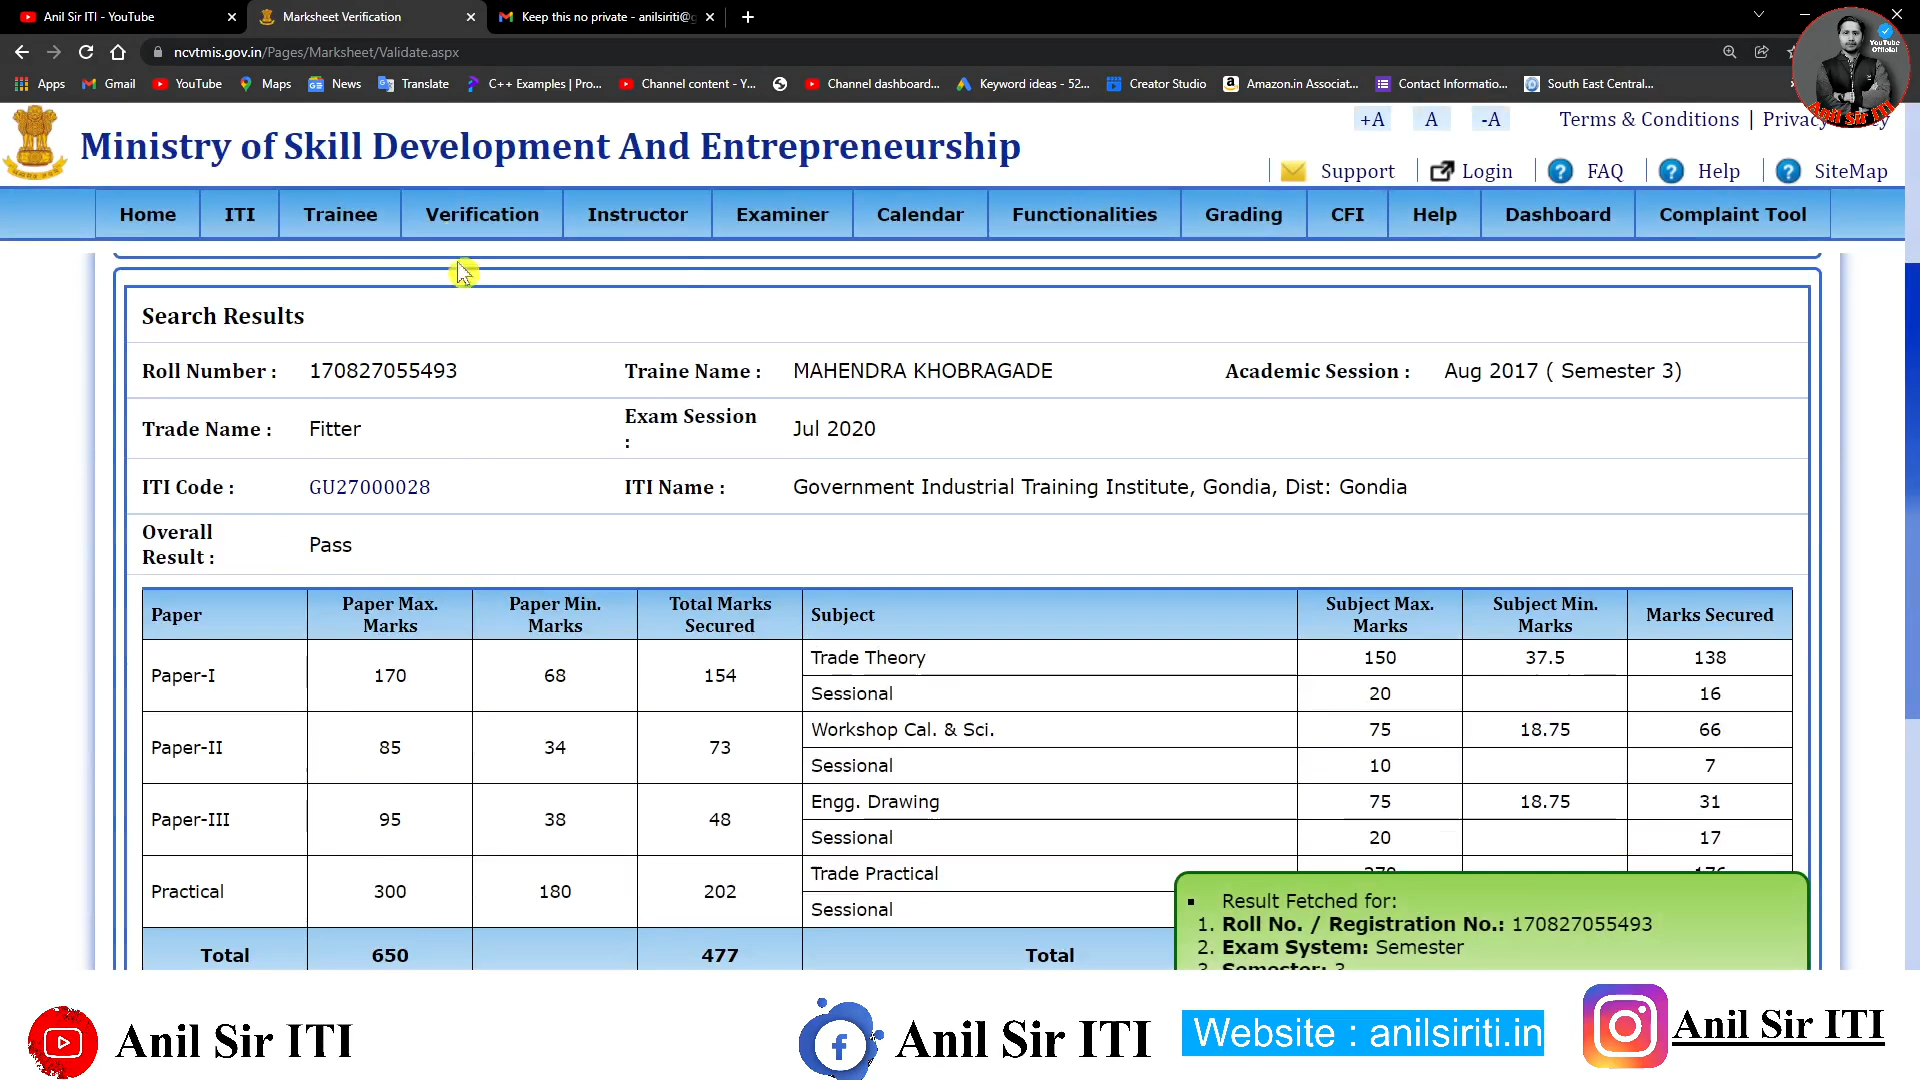 Anil Sir ITI - YouTube
Marksheet Verification
Keep this no private - anilsiriti@g
ncvtmis.gov.in/Pages/Marksheet/Validate.aspx
Apps Gmail YouTube Maps News Translate C++ Examples | Pro... Channel content - Y... Channel dashboard... Keyword ideas - 52... Creator Studio Amazon.in Associat... Contact Informatio... South East Central...
YouTube Official
Anil Sir ITI
+A A -A Terms & Conditions | Privacy
Ministry of Skill Development And Entrepreneurship
Support Login FAQ Help SiteMap
Home ITI Trainee Verification Instructor Examiner Calendar Functionalities Grading CFI Help Dashboard Complaint Tool
Search Results
Roll Number : 170827055493 Traine Name : MAHENDRA KHOBRAGADE Academic Session : Aug 2017 ( Semester 3)
Trade Name : Fitter Exam Session : Jul 2020
ITI Code : GU27000028 ITI Name : Government Industrial Training Institute, Gondia, Dist: Gondia
Overall Result : Pass
Paper Paper Max. Marks Paper Min. Marks Total Marks Secured Subject Subject Max. Marks Subject Min. Marks Marks Secured
Paper-I 170 68 154 Trade Theory 150 37.5 138
Sessional 20 16
Paper-II 85 34 73 Workshop Cal. & Sci. 75 18.75 66
Sessional 10 7
Paper-III 95 38 48 Engg. Drawing 75 18.75 31
Sessional 20 17
Practical 300 180 202 Trade Practical
Sessional
Total 650 477 Total
Result Fetched for:
1. Roll No. / Registration No.: 170827055493
2. Exam System: Semester
3. Semester: 3
Anil Sir ITI
Anil Sir ITI
Website : anilsiriti.in
Anil Sir ITI